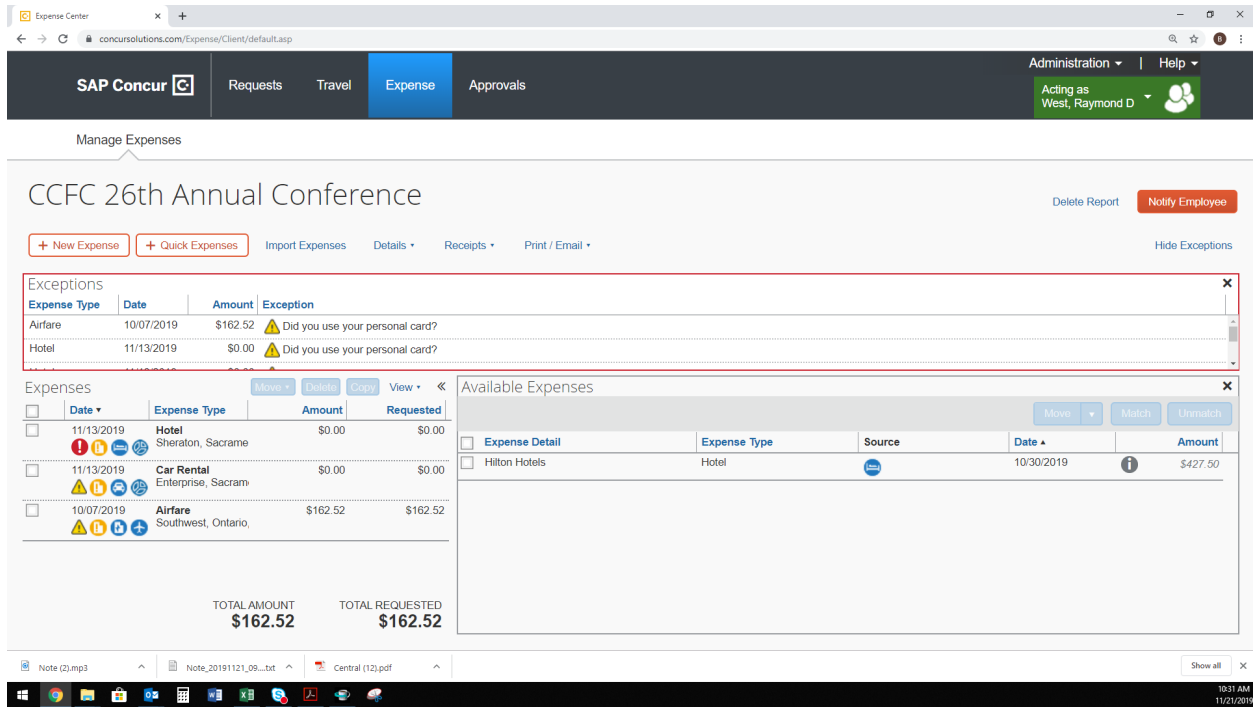 Expense Center
concursolutions.com/Expense/Client/default.asp
B
Administration | Help
SAP Concur C Requests Travel Expense Approvals
Acting as
West, Raymond D
Manage Expenses
CCFC 26th Annual Conference
Delete Report Notify Employee
+ New Expense + Quick Expenses Import Expenses Details Receipts Print / Email Hide Exceptions
Exceptions
Expense Type Date Amount Exception
Airfare 10/07/2019 $162.52 Did you use your personal card?
Hotel 11/13/2019 $0.00 Did you use your personal card?
Expenses Move Delete Copy View «
Date Expense Type Amount Requested
11/13/2019 Hotel $0.00 $0.00
Sheraton, Sacrame
11/13/2019 Car Rental $0.00 $0.00
Enterprise, Sacram
10/07/2019 Airfare $162.52 $162.52
Southwest, Ontario,
TOTAL AMOUNT TOTAL REQUESTED
$162.52 $162.52
Available Expenses
Move Match Unmatch
Expense Detail Expense Type Source Date Amount
Hilton Hotels Hotel 10/30/2019 $427.50
Note (2).mp3 Note_20191121_09....txt Central (12).pdf Show all
10:31 AM
11/21/2019